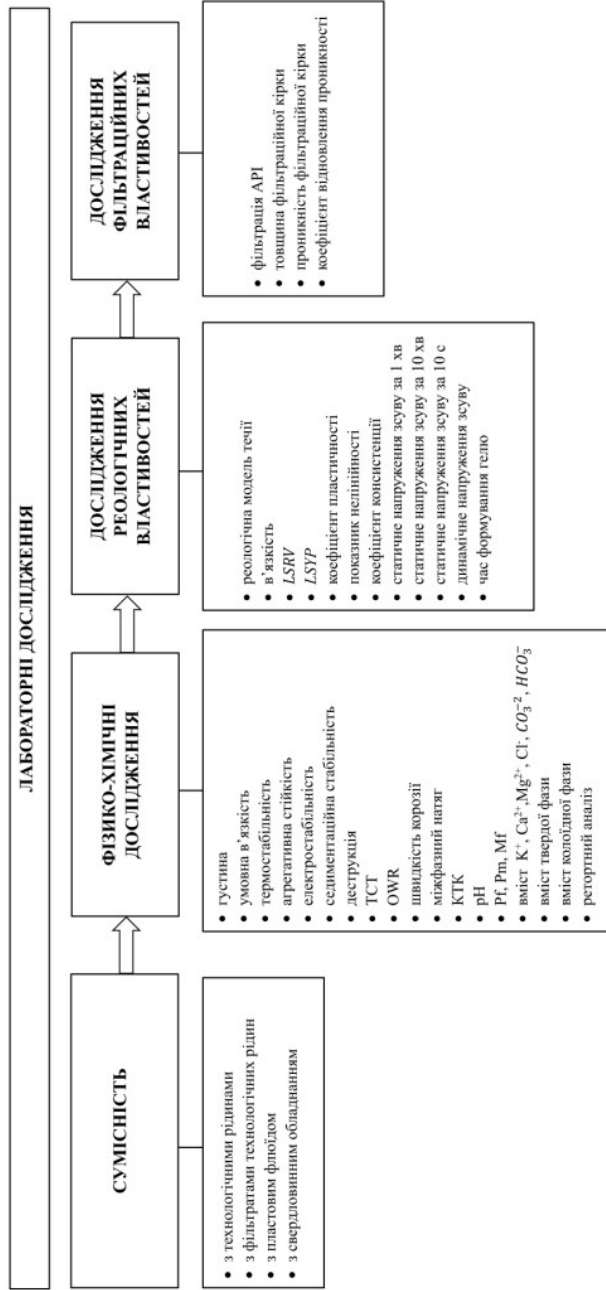 ЛАБОРАТОРНІ ДОСЛІДЖЕННЯ
СУМІСНІСТЬ
• з технологічними рідинами
• з фільтратами технологічних рідин
• з пластовим флюїдом
• з свердловинним обладнанням
ФІЗИКО-ХІМІЧНІ
ДОСЛІДЖЕННЯ
• густина
• умовна в’язкість
• термостабільність
• агрегативна стійкість
• електростабільність
• седиментаційна стабільність
• деструкція
• ТСТ
• OWR
• швидкість корозії
• міжфазний натяг
• КТК
• pH
• Pf, Pm, Mf
• вміст K⁺, Ca²⁺,Mg²⁺, Cl⁻, CO₃⁻², HCO₃⁻
• вміст твердої фази
• вміст колоїдної фази
• ретортний аналіз
ДОСЛІДЖЕННЯ
РЕОЛОГІЧНИХ
ВЛАСТИВОСТЕЙ
• реологічна модель течії
• в’язкість
• LSRV
• LSYP
• коефіцієнт пластичності
• показник нелінійності
• коефіцієнт консистенції
• статичне напруження зсуву за 1 хв
• статичне напруження зсуву за 10 хв
• статичне напруження зсуву за 10 с
• динамічне напруження зсуву
• час формування гелю
ДОСЛІДЖЕННЯ
ФІЛЬТРАЦІЙНИХ
ВЛАСТИВОСТЕЙ
• фільтрація API
• товщина фільтраційної кірки
• проникність фільтраційної кірки
• коефіцієнт відновлення проникності